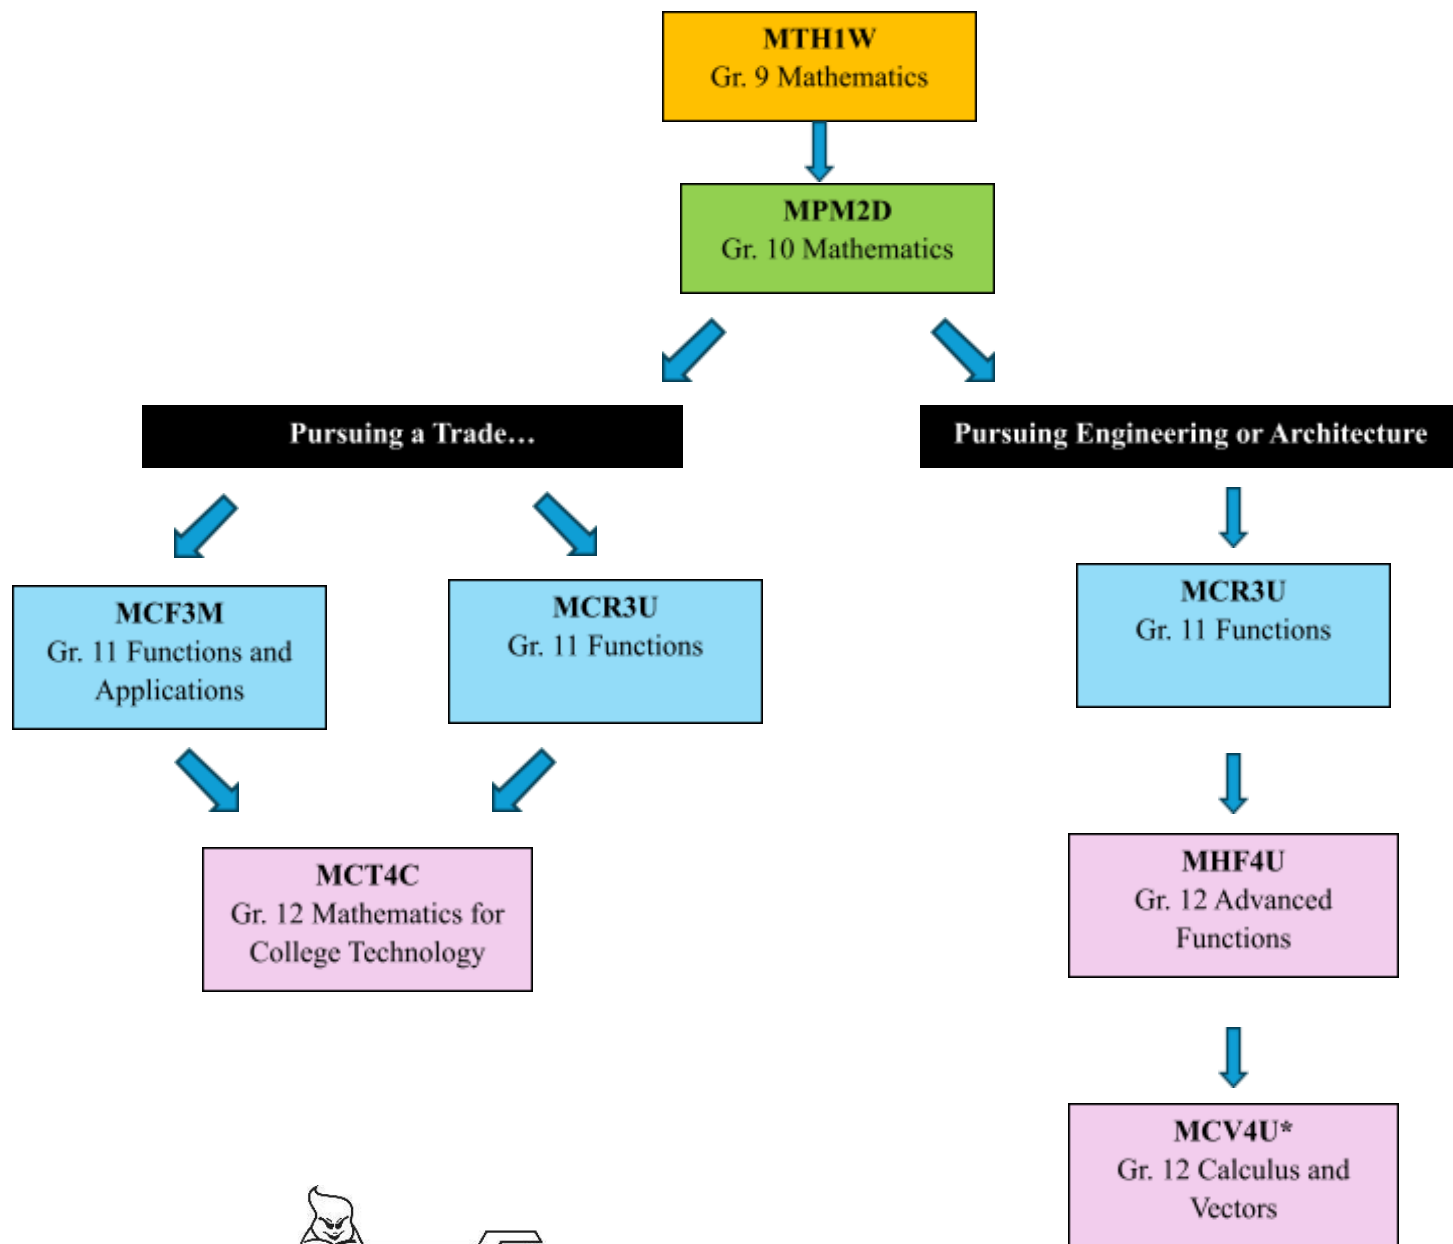 MTH1W
Gr. 9 Mathematics
MPM2D
Gr. 10 Mathematics
Pursuing a Trade…
Pursuing Engineering or Architecture
MCF3M
Gr. 11 Functions and
Applications
MCR3U
Gr. 11 Functions
MCR3U
Gr. 11 Functions
MCT4C
Gr. 12 Mathematics for
College Technology
MHF4U
Gr. 12 Advanced
Functions
MCV4U*
Gr. 12 Calculus and
Vectors